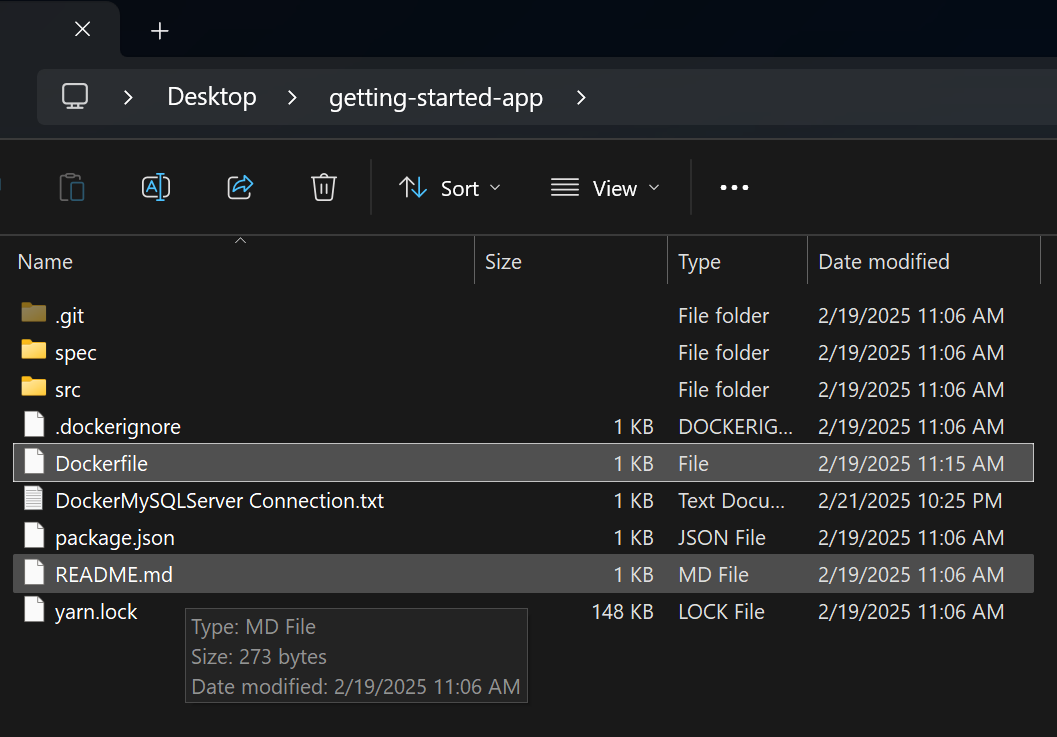 Desktop
getting-started-app
Sort
View
Name Size Type Date modified
.git File folder 2/19/2025 11:06 AM
spec File folder 2/19/2025 11:06 AM
src File folder 2/19/2025 11:06 AM
.dockerignore 1 KB DOCKERIG... 2/19/2025 11:06 AM
Dockerfile 1 KB File 2/19/2025 11:15 AM
DockerMySQLServer Connection.txt 1 KB Text Docu... 2/21/2025 10:25 PM
package.json 1 KB JSON File 2/19/2025 11:06 AM
README.md 1 KB MD File 2/19/2025 11:06 AM
yarn.lock 148 KB LOCK File 2/19/2025 11:06 AM
Type: MD File
Size: 273 bytes
Date modified: 2/19/2025 11:06 AM